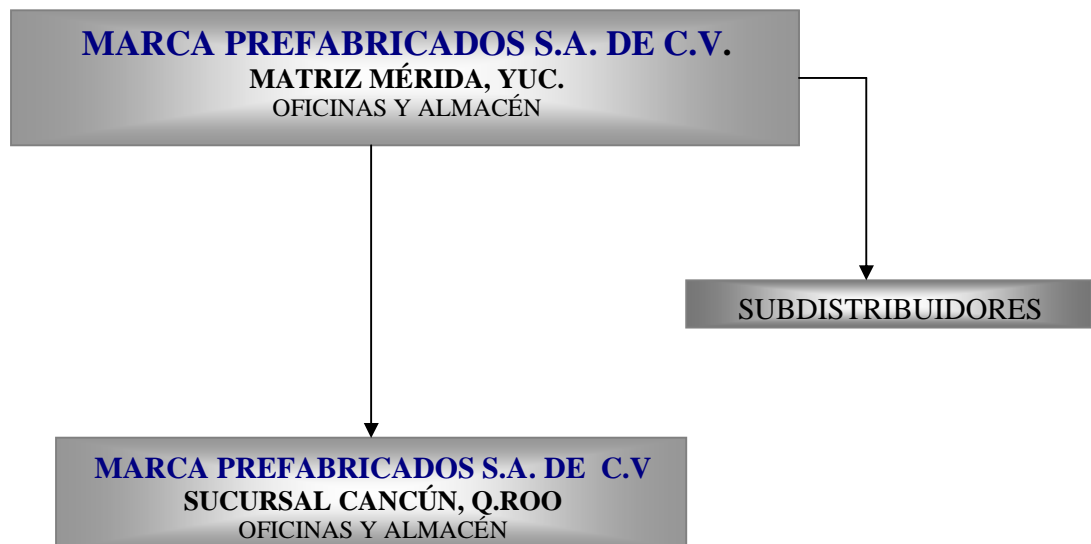 MARCA PREFABRICADOS S.A. DE C.V.
MATRIZ MÉRIDA, YUC.
OFICINAS Y ALMACÉN
SUBDISTRIBUIDORES
MARCA PREFABRICADOS S.A. DE C.V
SUCURSAL CANCÚN, Q.ROO
OFICINAS Y ALMACÉN